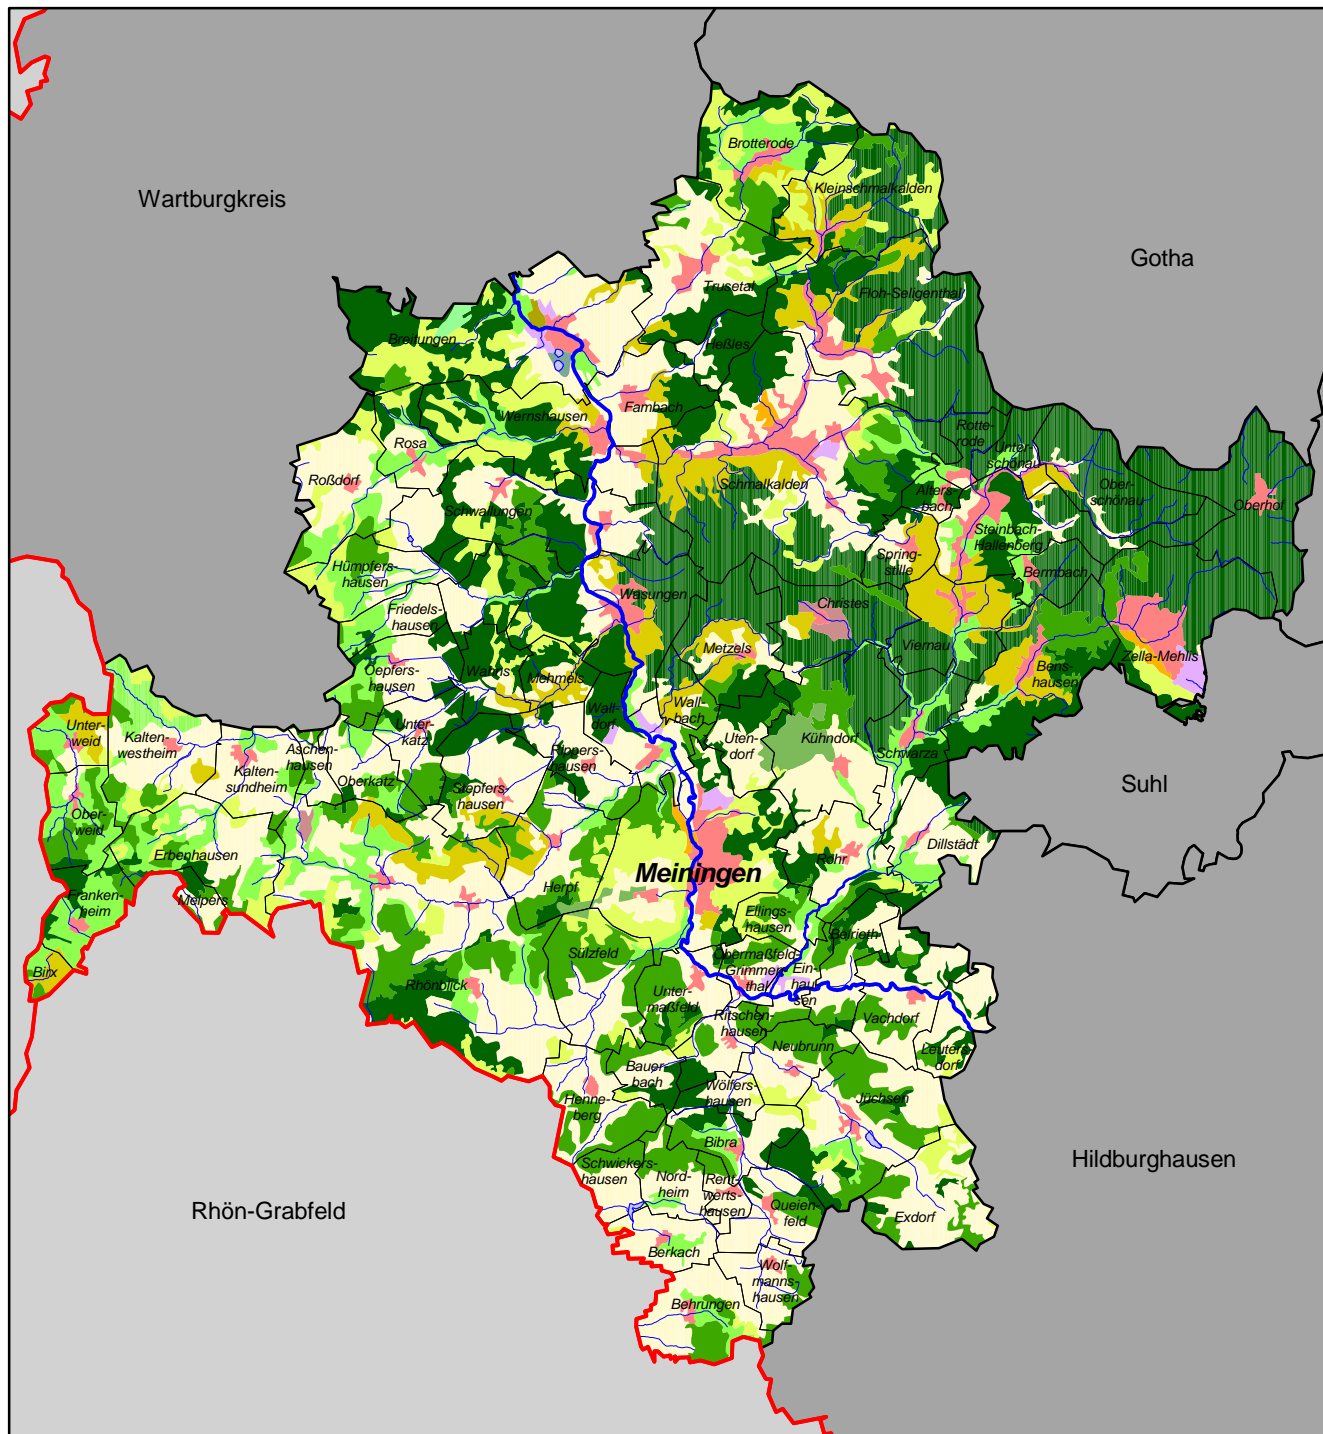 Brotterode
Kleinschmalkalden
Wartburgkreis
Gotha
Trusetal
Floh-Seligenthal
Breitungen
Heßles
Fambach
Wernshausen
Rosa
Rotte-
rode
Unter-
schönau
Roßdorf
Schmalkalden
Alters-
bach
Ober-
schönau
Oberhof
Schwallungen
Steinbach-
Hallenberg
Spring-
stille
Hümpfers-
hausen
Bermbach
Wasungen
Christes
Friedels-
hausen
Metzels
Viernau
Zella-Mehlis
Oepfers-
hausen
Wahns
Mehmels
Bens-
hausen
Wall-
dorf
Wall-
bach
Unter-
weid
Kalten-
westheim
Unter-
katz
Uten-
dorf
Kühndorf
Schwarza
Aschen-
hausen
Rippers-
hausen
Kalten-
sundheim
Oberkatz
Stepfers-
hausen
Suhl
Ober-
weid
Erbenhausen
Rohr
Dillstädt
Meiningen
Herpf
Franken-
heim
Melpers
Ellings-
hausen
Belrieth
Sülzfeld
Obermaßfeld-
Grimmen-
thal
Ein-
hau-
sen
Birx
Rhönblick
Unter-
maßfeld
Ritschen-
hausen
Vachdorf
Neubrunn
Leuters-
dorf
Bauer-
bach
Wölfers-
hausen
Henne-
berg
Jüchsen
Bibra
Schwickers-
hausen
Nord-
heim
Rent-
werts-
hausen
Hildburghausen
Queien-
feld
Exdorf
Rhön-Grabfeld
Berkach
Wolf-
manns-
hausen
Behrungen